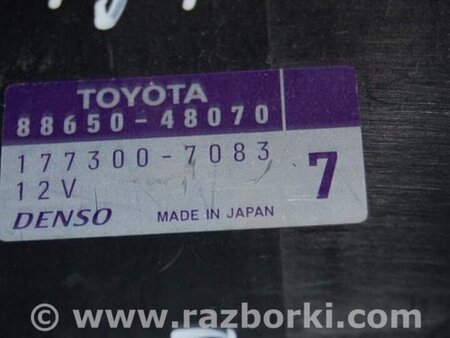 TOYOTA
88650-48070
177300-7083
12V
7
DENSO
MADE IN JAPAN
© www.razborki.com